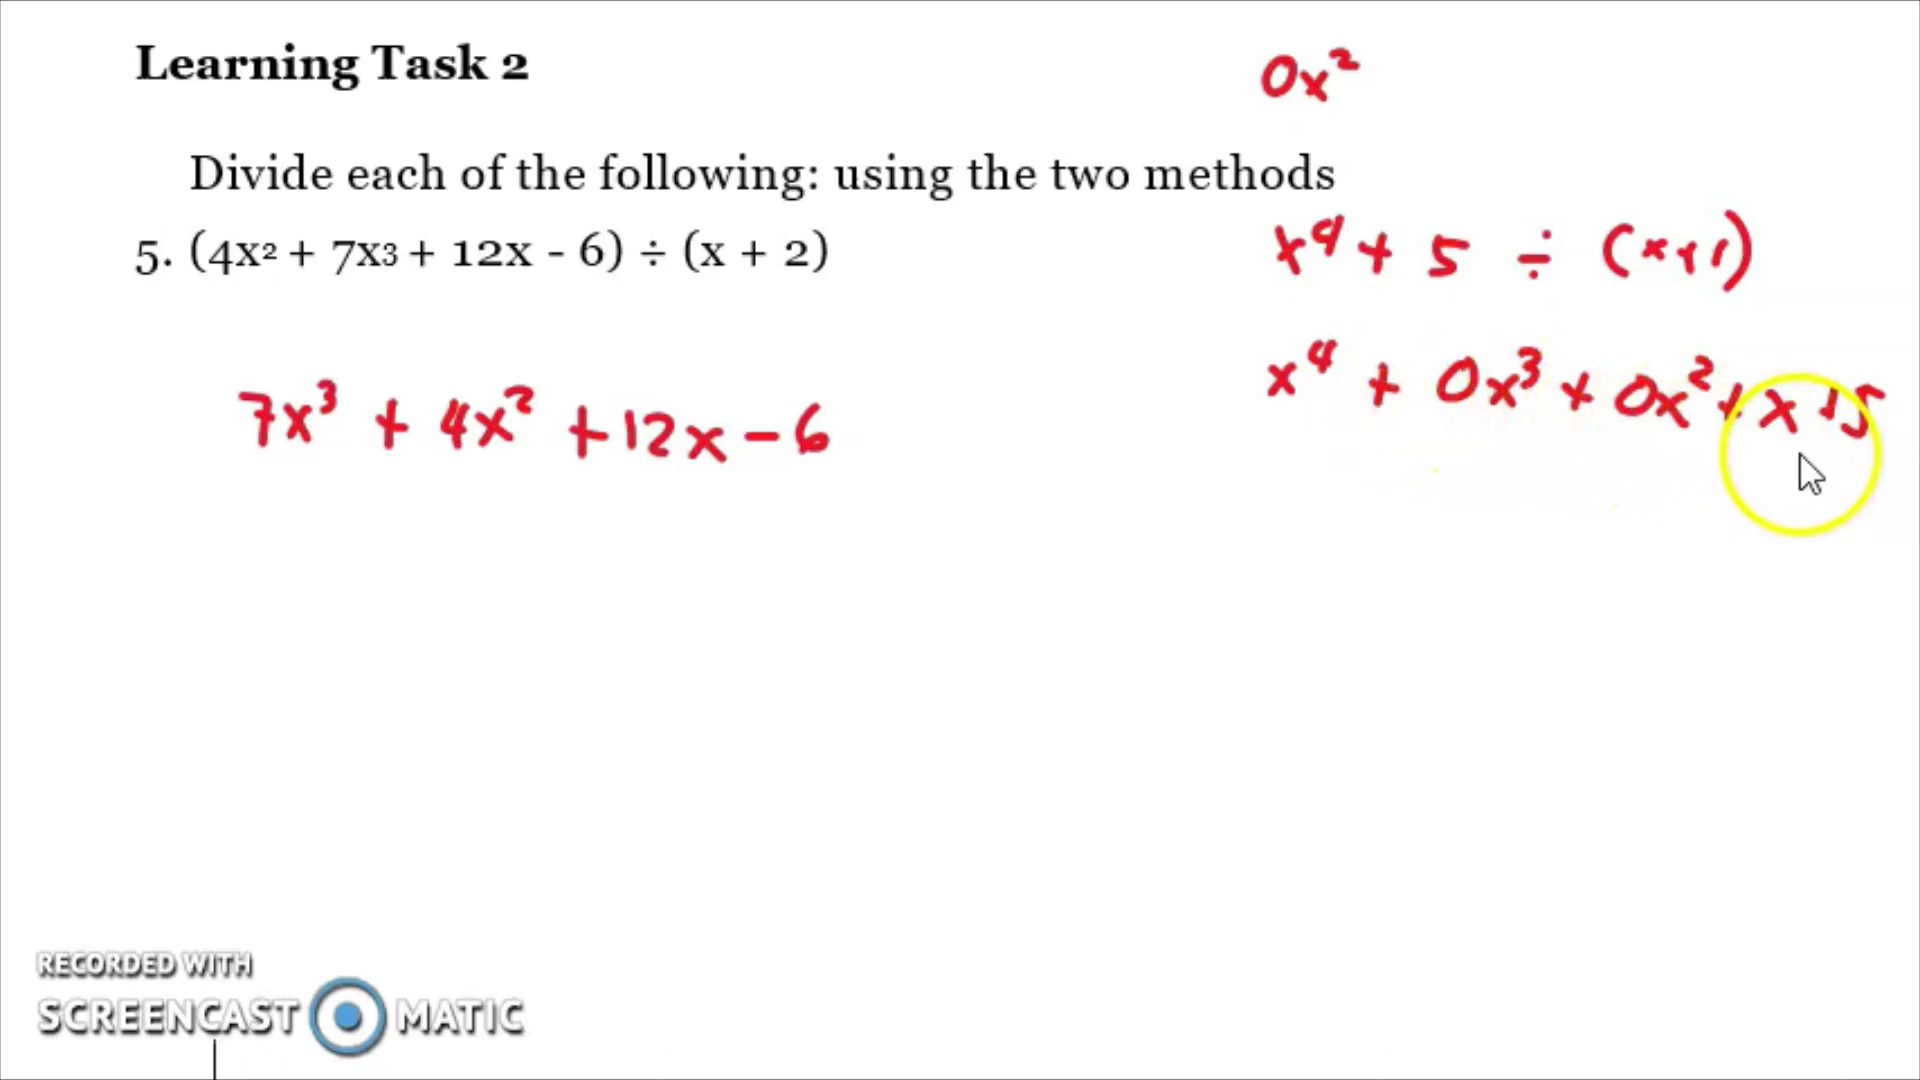 Learning Task 2
0x²
Divide each of the following: using the two methods
5. (4x2 + 7x3 + 12x - 6) ÷ (x + 2)
x⁴ + 5 ÷ (x+1)
x⁴ + 0x³ + 0x² + x +5
7x³ + 4x² + 12x - 6
RECORDED WITH
SCREENCAST MATIC